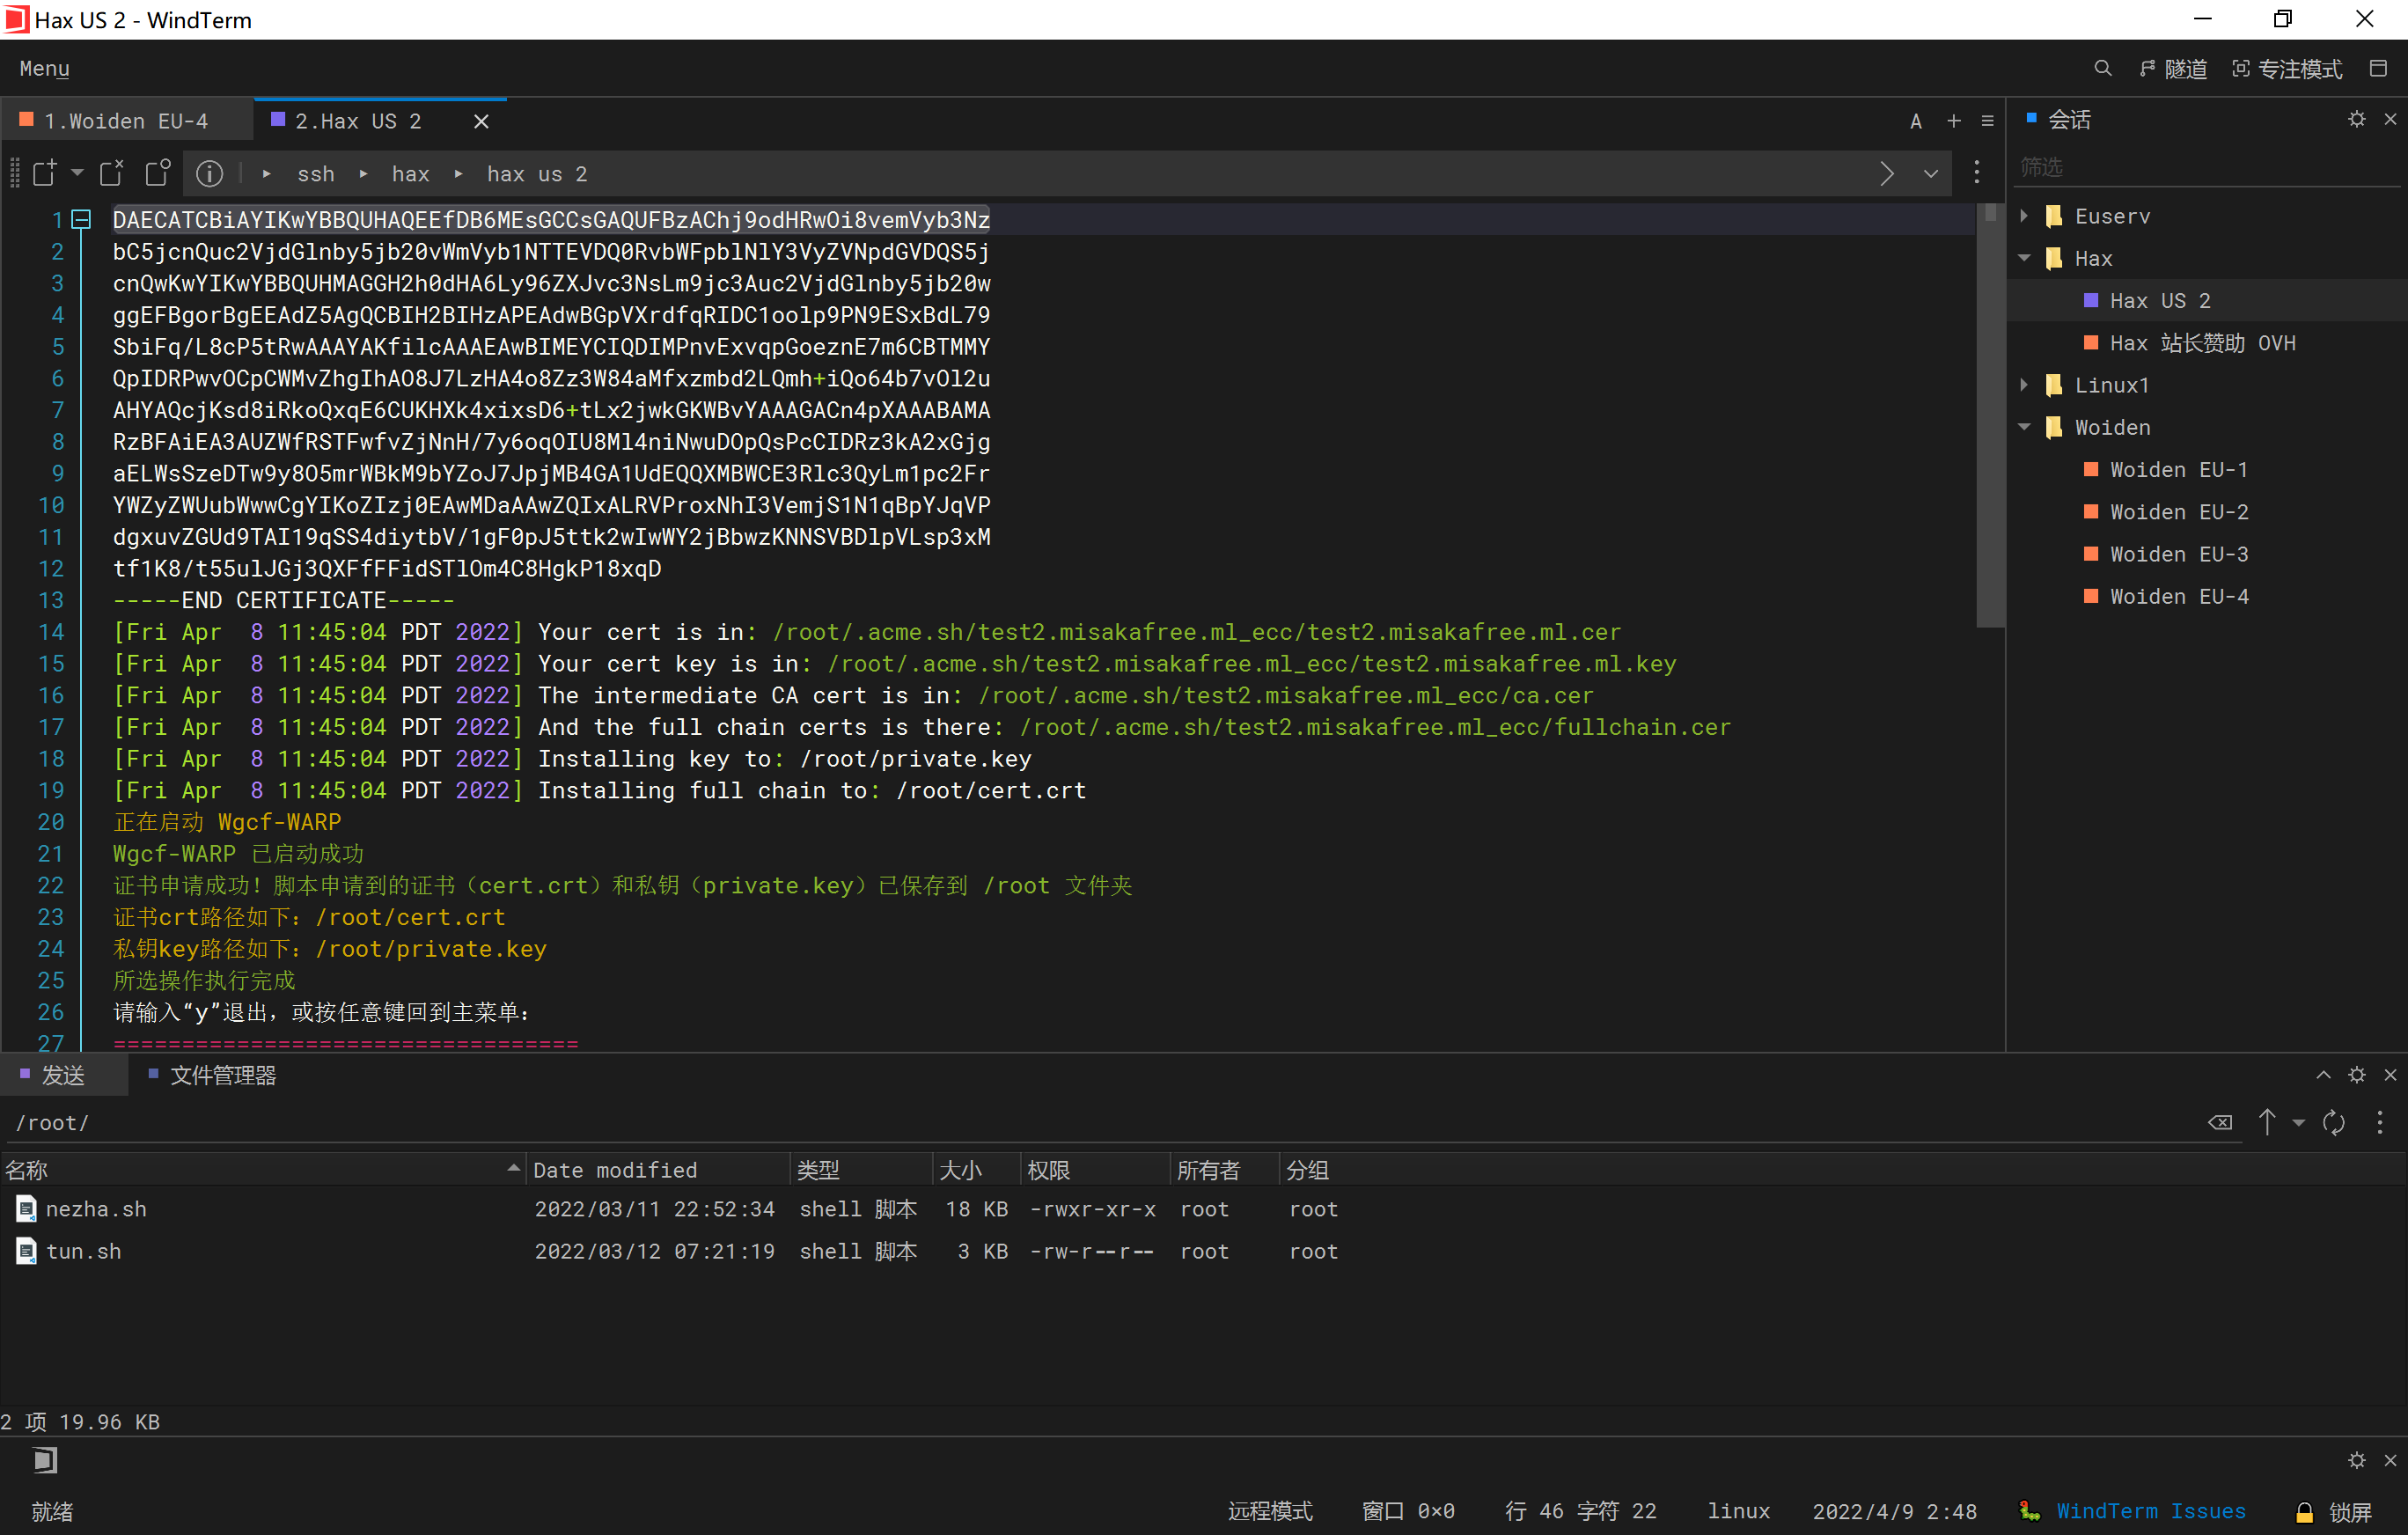 Hax US 2 - WindTerm
Menu
隧道
专注模式
1.Woiden EU-4
2.Hax US 2
A
会话
ssh
hax
hax us 2
筛选
1 DAECATCBiAYIKwYBBQUHAQEEfDB6MEsGCCsGAQUFBzAChj9odHRwOi8vemVyb3Nz
2 bC5jcnQuc2VjdGlnby5jb20vWmVyb1NTTEVDQ0RvbWFpblNlY3VyZVNpdGVDQS5j
3 cnQwKwYIKwYBBQUHMAGGH2h0dHA6Ly96ZXJvc3NsLm9jc3Auc2VjdGlnby5jb20w
4 ggEFBgorBgEEAdZ5AgQCBIH2BIHzAPEAdwBGpVXrdfqRIDC1oolp9PN9ESxBdL79
5 SbiFq/L8cP5tRwAAAYAKfilcAAAEAwBIMEYCIQDIMPnvExvqpGoeznE7m6CBTMMY
6 QpIDRPwvOCpCWMvZhgIhAO8J7LzHA4o8Zz3W84aMfxzmbd2LQmh+iQo64b7vOl2u
7 AHYAQcjKsd8iRkoQxqE6CUKHXk4xixsD6+tLx2jwkGKWBvYAAAGACn4pXAAABAMA
8 RzBFAiEA3AUZWfRSTFwfvZjNnH/7y6oqOIU8Ml4niNwuDOpQsPcCIDRz3kA2xGjg
9 aELWsSzeDTw9y8O5mrWBkM9bYZoJ7JpjMB4GA1UdEQQXMBWCE3Rlc3QyLm1pc2Fr
10 YWZyZWUubWwwCgYIKoZIzj0EAwMDaAAwZQIxALRVProxNhI3VemjS1N1qBpYJqVP
11 dgxuvZGUd9TAI19qSS4diytbV/1gF0pJ5ttk2wIwWY2jBbwzKNNSVBDlpVLsp3xM
12 tf1K8/t55ulJGj3QXFfFFidSTlOm4C8HgkP18xqD
13 -----END CERTIFICATE-----
14 [Fri Apr  8 11:45:04 PDT 2022] Your cert is in: /root/.acme.sh/test2.misakafree.ml_ecc/test2.misakafree.ml.cer
15 [Fri Apr  8 11:45:04 PDT 2022] Your cert key is in: /root/.acme.sh/test2.misakafree.ml_ecc/test2.misakafree.ml.key
16 [Fri Apr  8 11:45:04 PDT 2022] The intermediate CA cert is in: /root/.acme.sh/test2.misakafree.ml_ecc/ca.cer
17 [Fri Apr  8 11:45:04 PDT 2022] And the full chain certs is there: /root/.acme.sh/test2.misakafree.ml_ecc/fullchain.cer
18 [Fri Apr  8 11:45:04 PDT 2022] Installing key to: /root/private.key
19 [Fri Apr  8 11:45:04 PDT 2022] Installing full chain to: /root/cert.crt
20 正在启动 Wgcf-WARP
21 Wgcf-WARP 已启动成功
22 证书申请成功！脚本申请到的证书（cert.crt）和私钥（private.key）已保存到 /root 文件夹
23 证书crt路径如下：/root/cert.crt
24 私钥key路径如下：/root/private.key
25 所选操作执行完成
26 请输入“y”退出，或按任意键回到主菜单：
27 ==================================
Euserv
Hax
Hax US 2
Hax 站长赞助 OVH
Linux1
Woiden
Woiden EU-1
Woiden EU-2
Woiden EU-3
Woiden EU-4
发送
文件管理器
/root/
名称 Date modified 类型 大小 权限 所有者 分组
nezha.sh 2022/03/11 22:52:34 shell 脚本 18 KB -rwxr-xr-x root root
tun.sh 2022/03/12 07:21:19 shell 脚本 3 KB -rw-r--r-- root root
2 项 19.96 KB
就绪
远程模式
窗口 0×0
行 46 字符 22
linux
2022/4/9 2:48
WindTerm Issues
锁屏